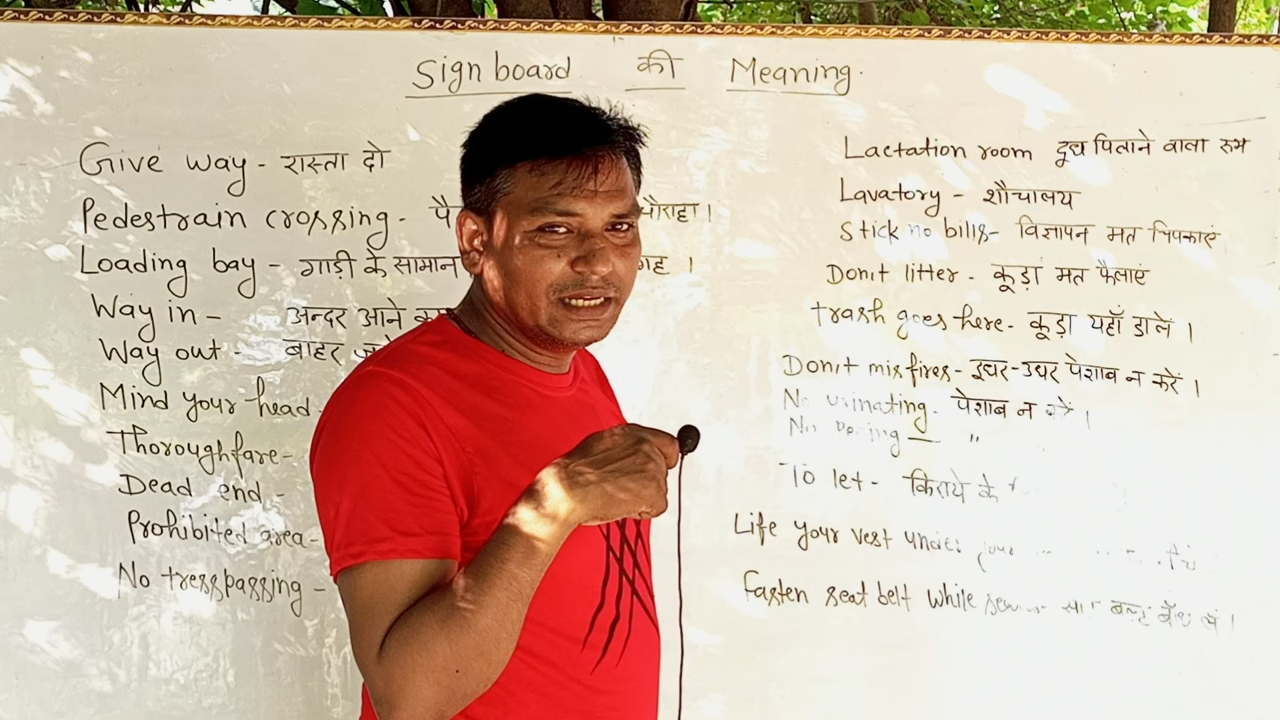 Sign board की Meaning.
Give way - रास्ता दो
Pedestrain crossing - पै
Loading bay - गाड़ी के सामान गह ।
Way in - अन्दर आने का
Way out - बाहर
Mind your head
Thoroughfare-
Dead end -
Prohibited area-
No tresspassing -
Lactation room दूध पिताने वाला रुम
Lavatory - शौचालय
Stick no bills- विज्ञापन मत चिपकाएं
Don't litter - कूड़ा मत फैलाएं
trash goes here - कूड़ा यहाँ डाले ।
Don't misfires - इधर-उधर पेशाब न करें ।
No urinating - पेशाब न करें ।
No — "
To let - किराये के
Life your vest under your
fasten seat belt while